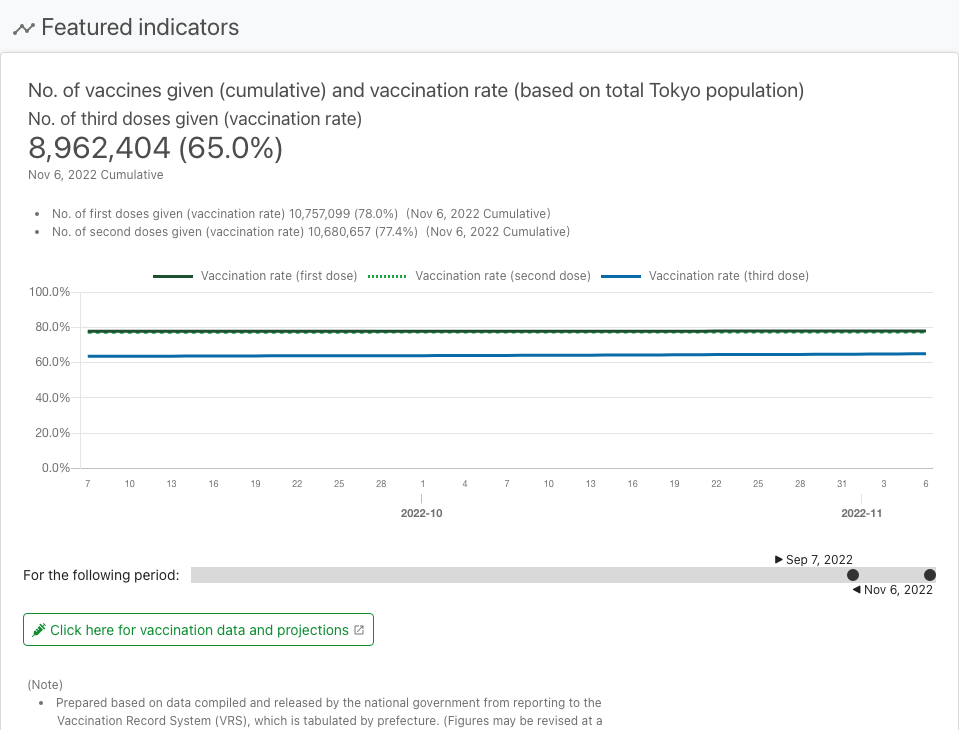 Featured indicators
No. of vaccines given (cumulative) and vaccination rate (based on total Tokyo population)
No. of third doses given (vaccination rate)
8,962,404 (65.0%)
Nov 6, 2022 Cumulative
No. of first doses given (vaccination rate) 10,757,099 (78.0%) (Nov 6, 2022 Cumulative)
No. of second doses given (vaccination rate) 10,680,657 (77.4%) (Nov 6, 2022 Cumulative)
Vaccination rate (first dose) Vaccination rate (second dose) Vaccination rate (third dose)
100.0%
80.0%
60.0%
40.0%
20.0%
0.0%
7 10 13 16 19 22 25 28 1 4 7 10 13 16 19 22 25 28 31 3 6
2022-10 2022-11
Sep 7, 2022
For the following period:
Nov 6, 2022
Click here for vaccination data and projections
(Note)
Prepared based on data compiled and released by the national government from reporting to the
Vaccination Record System (VRS), which is tabulated by prefecture. (Figures may be revised at a